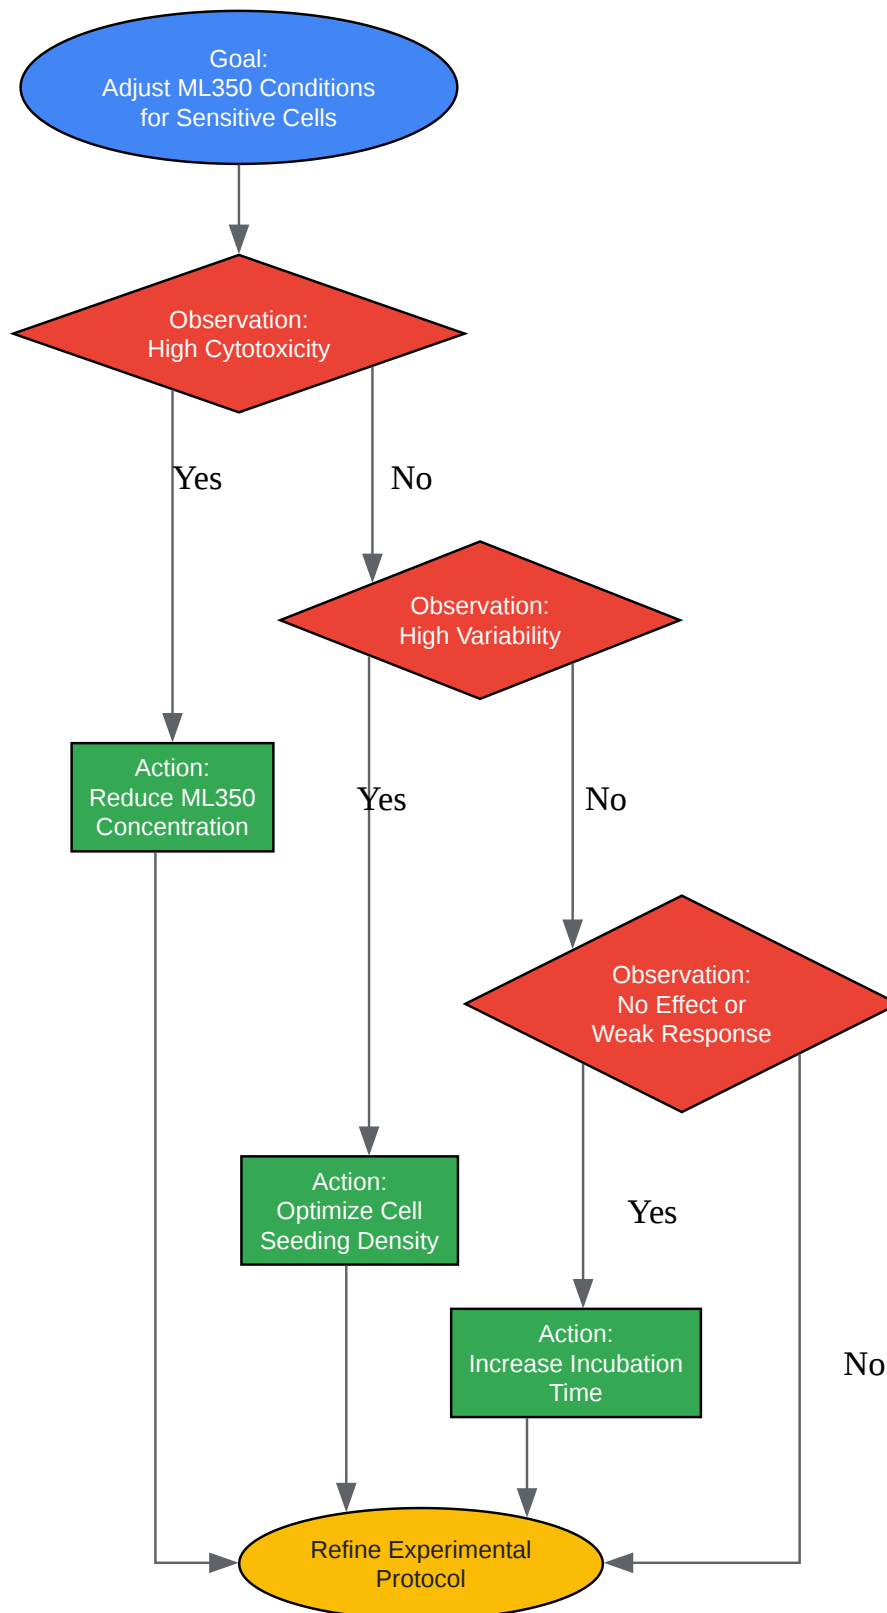 Goal:
Adjust ML350 Conditions
for Sensitive Cells
Observation:
High Cytotoxicity
Yes
No
Observation:
High Variability
Action:
Reduce ML350
Concentration
Yes
No
Observation:
No Effect or
Weak Response
Action:
Optimize Cell
Seeding Density
Yes
Action:
Increase Incubation
Time
No
Refine Experimental
Protocol